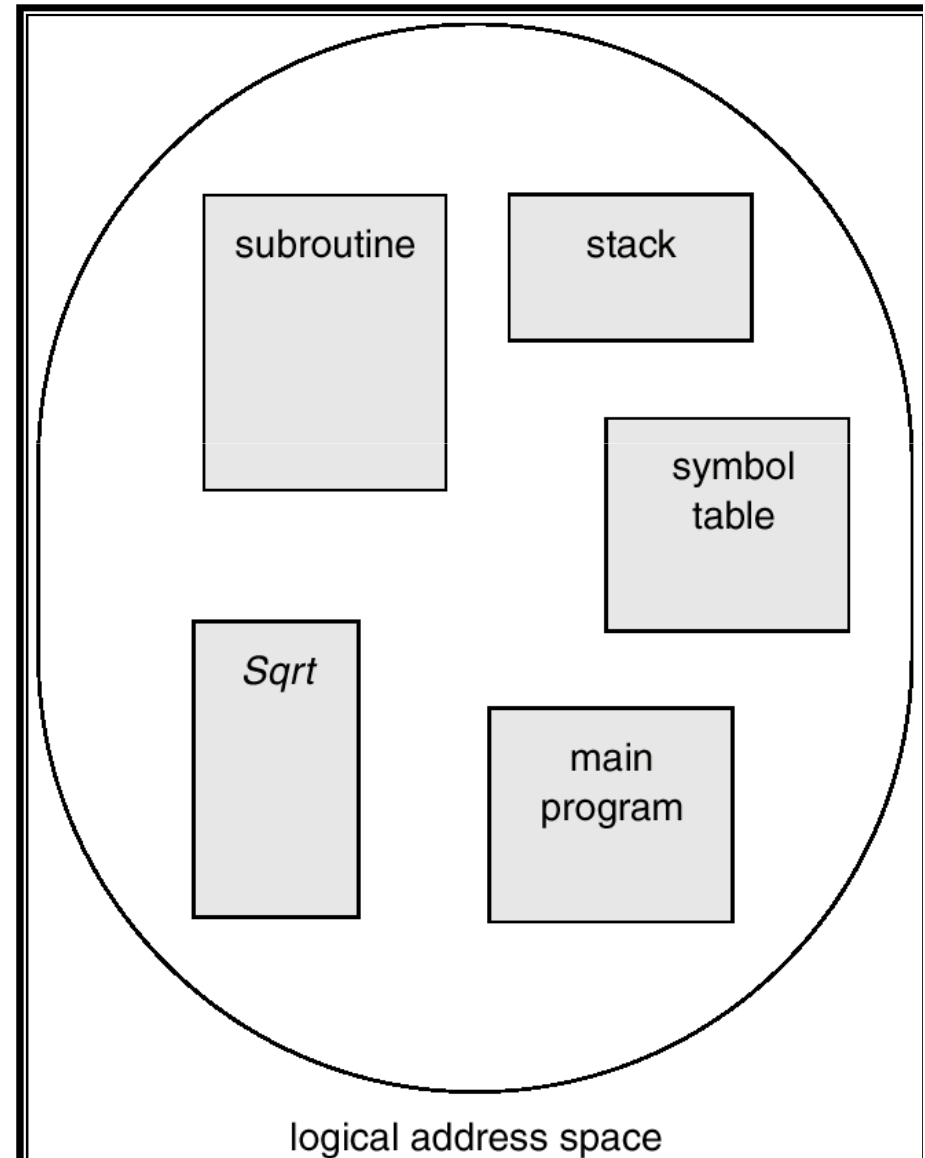 subroutine
stack
symbol
table
Sqrt
main
program
logical address space